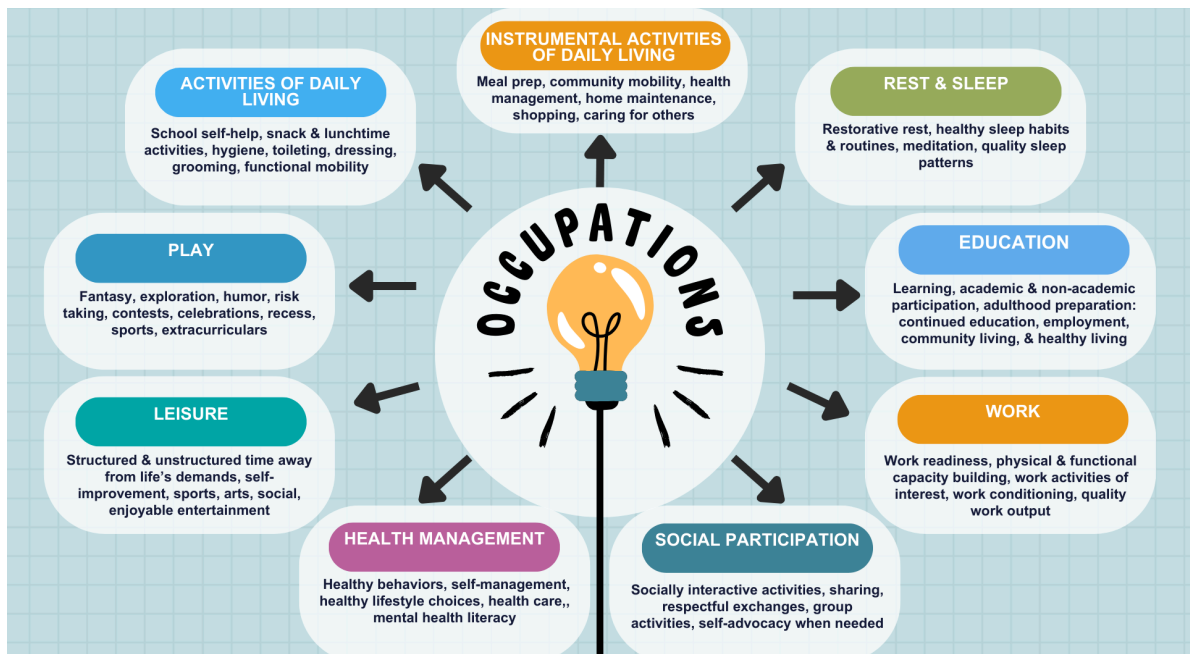 INSTRUMENTAL ACTIVITIES
OF DAILY LIVING
Meal prep, community mobility, health
management, home maintenance,
shopping, caring for others
ACTIVITIES OF DAILY
LIVING
School self-help, snack & lunchtime
activities, hygiene, toileting, dressing,
grooming, functional mobility
REST & SLEEP
Restorative rest, healthy sleep habits
& routines, meditation, quality sleep
patterns
OCCUPATIONS
PLAY
Fantasy, exploration, humor, risk
taking, contests, celebrations, recess,
sports, extracurriculars
EDUCATION
Learning, academic & non-academic
participation, adulthood preparation:
continued education, employment,
community living, & healthy living
LEISURE
Structured & unstructured time away
from life's demands, self-
improvement, sports, arts, social,
enjoyable entertainment
WORK
Work readiness, physical & functional
capacity building, work activities of
interest, work conditioning, quality
work output
HEALTH MANAGEMENT
Healthy behaviors, self-management,
healthy lifestyle choices, health care,,
mental health literacy
SOCIAL PARTICIPATION
Socially interactive activities, sharing,
respectful exchanges, group
activities, self-advocacy when needed